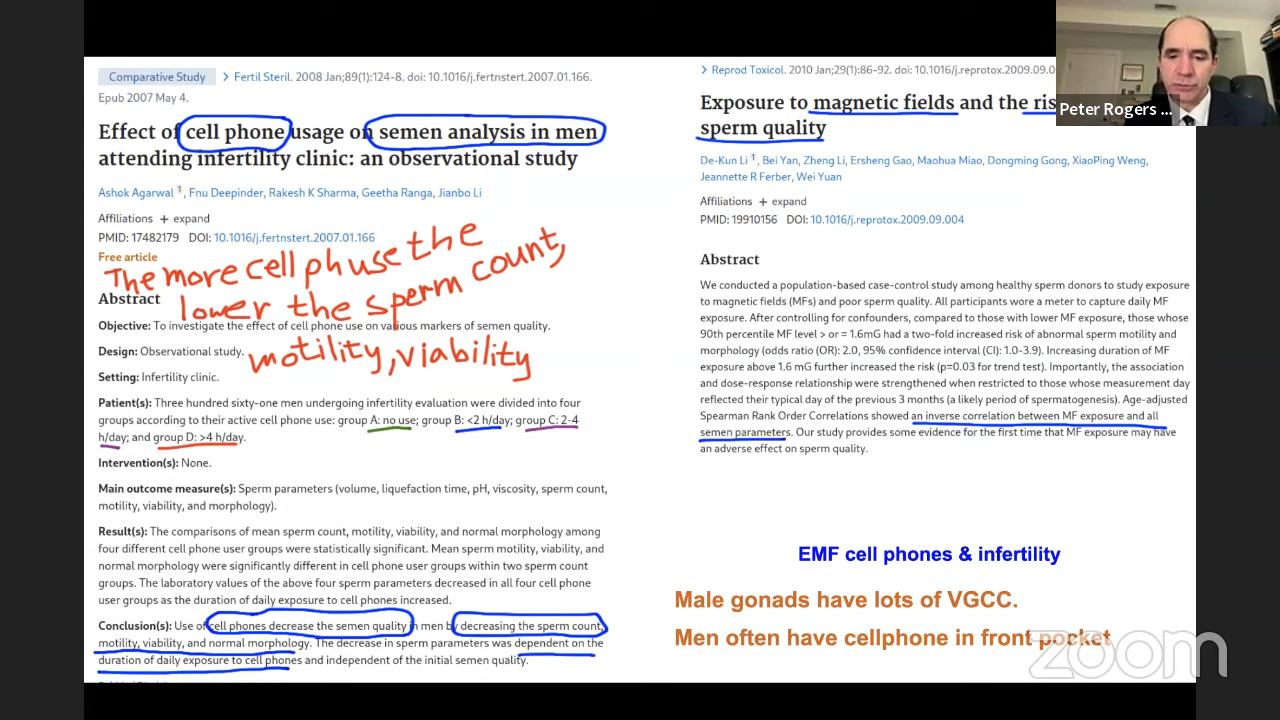 Comparative Study > Fertil Steril. 2008 Jan;89(1):124-8. doi: 10.1016/j.fertnstert.2007.01.166.
Epub 2007 May 4.
Effect of cell phone usage on semen analysis in men
attending infertility clinic: an observational study
Ashok Agarwal 1, Fnu Deepinder, Rakesh K Sharma, Geetha Ranga, Jianbo Li
Affiliations + expand
PMID: 17482179 DOI: 10.1016/j.fertnstert.2007.01.166
Free article
The more cell ph use the
lower the sperm count,
motility, viability
Abstract
Objective: To investigate the effect of cell phone use on various markers of semen quality.
Design: Observational study.
Setting: Infertility clinic.
Patient(s): Three hundred sixty-one men undergoing infertility evaluation were divided into four
groups according to their active cell phone use: group A: no use; group B: <2 h/day; group C: 2-4
h/day; and group D: >4 h/day.
Intervention(s): None.
Main outcome measure(s): Sperm parameters (volume, liquefaction time, pH, viscosity, sperm count,
motility, viability, and morphology).
Result(s): The comparisons of mean sperm count, motility, viability, and normal morphology among
four different cell phone user groups were statistically significant. Mean sperm motility, viability, and
normal morphology were significantly different in cell phone user groups within two sperm count
groups. The laboratory values of the above four sperm parameters decreased in all four cell phone
user groups as the duration of daily exposure to cell phones increased.
Conclusion(s): Use of cell phones decrease the semen quality in men by decreasing the sperm count,
motility, viability, and normal morphology. The decrease in sperm parameters was dependent on the
duration of daily exposure to cell phones and independent of the initial semen quality.
> Reprod Toxicol. 2010 Jan;29(1):86-92. doi: 10.1016/j.reprotox.2009.09.0
Exposure to magnetic fields and the ris
sperm quality
De-Kun Li 1, Bei Yan, Zheng Li, Ersheng Gao, Maohua Miao, Dongming Gong, XiaoPing Weng,
Jeannette R Ferber, Wei Yuan
Affiliations + expand
PMID: 19910156 DOI: 10.1016/j.reprotox.2009.09.004
Abstract
We conducted a population-based case-control study among healthy sperm donors to study exposure
to magnetic fields (MFs) and poor sperm quality. All participants wore a meter to capture daily MF
exposure. After controlling for confounders, compared to those with lower MF exposure, those whose
90th percentile MF level > or = 1.6mG had a two-fold increased risk of abnormal sperm motility and
morphology (odds ratio (OR): 2.0, 95% confidence interval (CI): 1.0-3.9). Increasing duration of MF
exposure above 1.6 mG further increased the risk (p=0.03 for trend test). Importantly, the association
and dose-response relationship were strengthened when restricted to those whose measurement day
reflected their typical day of the previous 3 months (a likely period of spermatogenesis). Age-adjusted
Spearman Rank Order Correlations showed an inverse correlation between MF exposure and all
semen parameters. Our study provides some evidence for the first time that MF exposure may have
an adverse effect on sperm quality.
EMF cell phones & infertility
Male gonads have lots of VGCC.
Men often have cellphone in front pocket
Peter Rogers ...
zoom